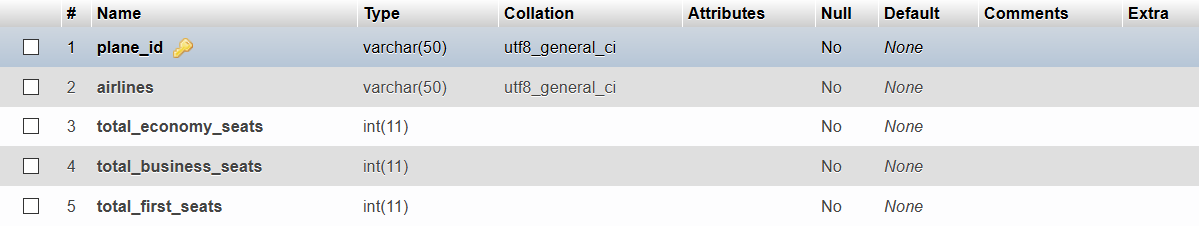 # Name Type Collation Attributes Null Default Comments Extra
1 plane_id varchar(50) utf8_general_ci No None
2 airlines varchar(50) utf8_general_ci No None
3 total_economy_seats int(11) No None
4 total_business_seats int(11) No None
5 total_first_seats int(11) No None